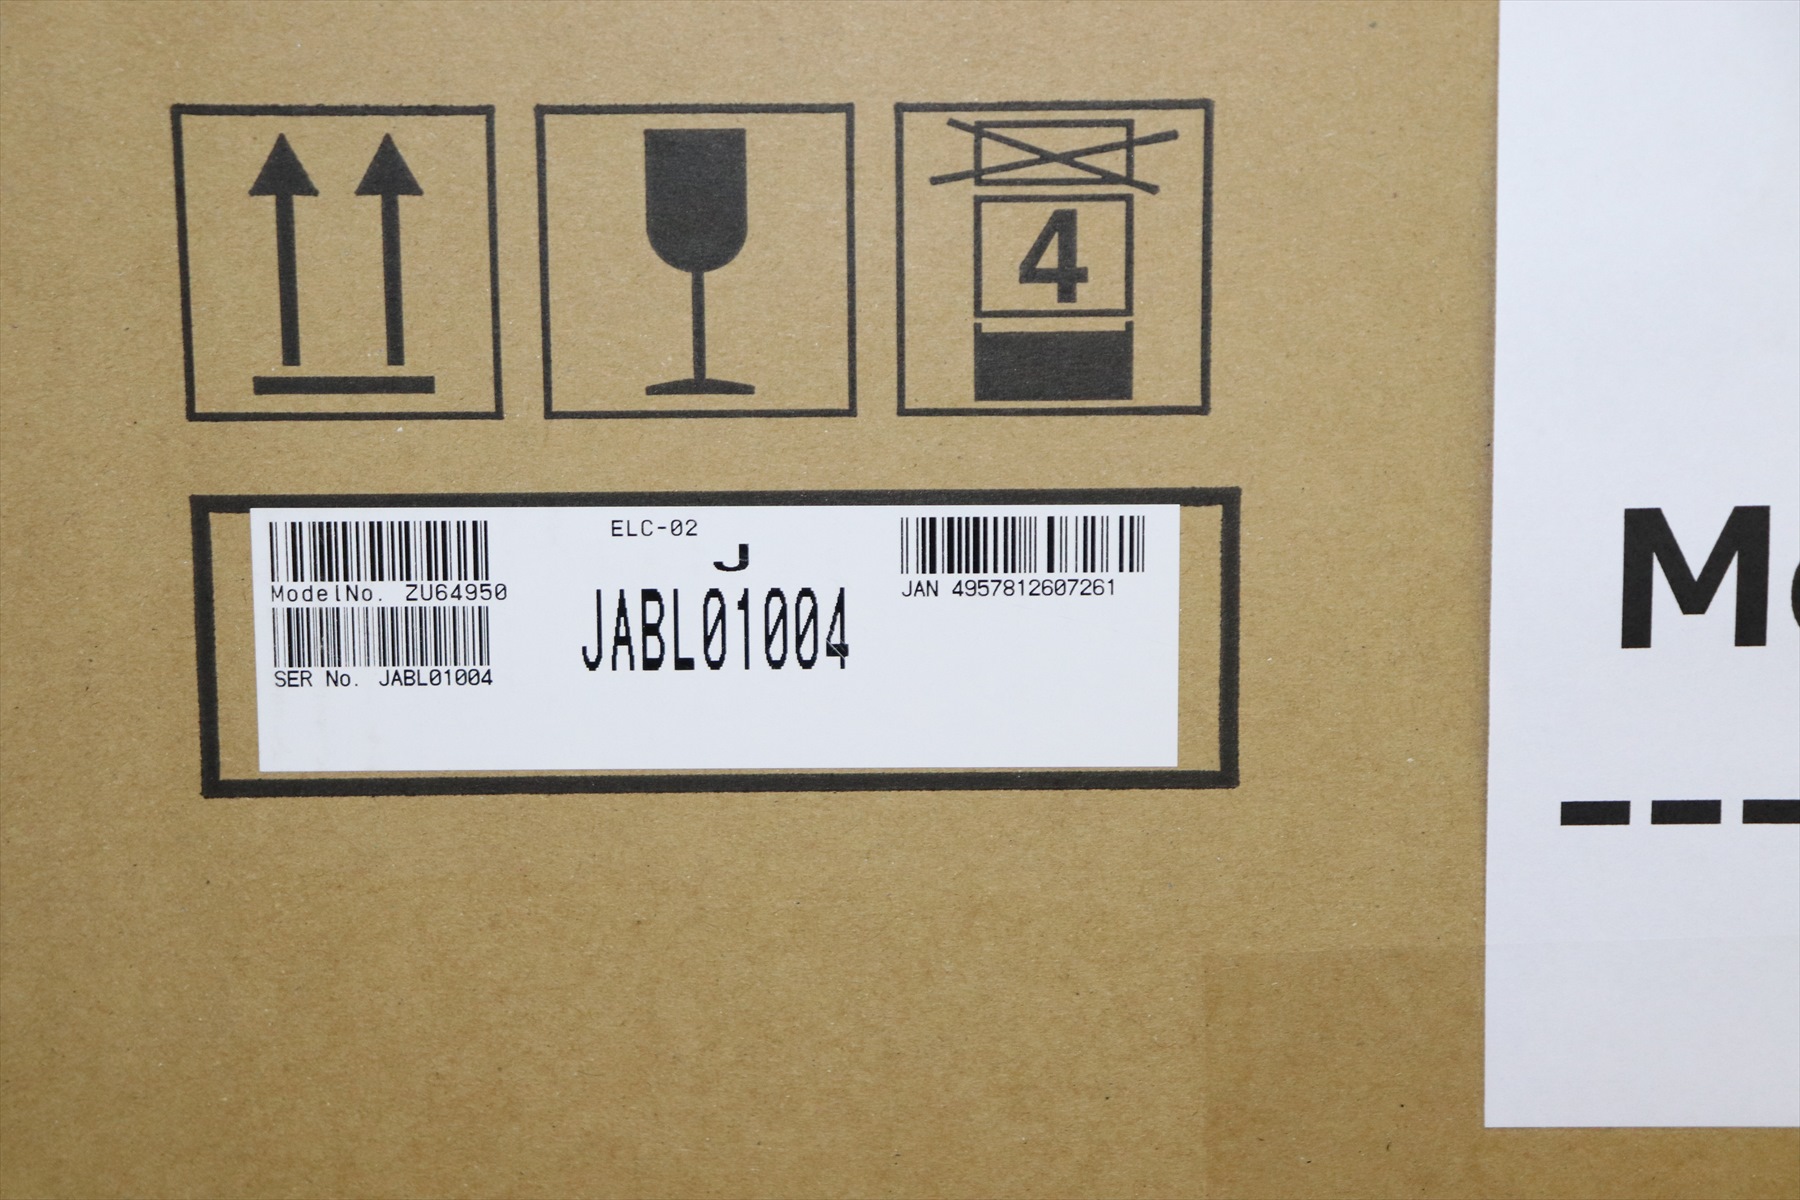 4
ELC-02
J
ModelNo. ZU64950
JABL01004
SER No. JABL01004
JAN 4957812607261